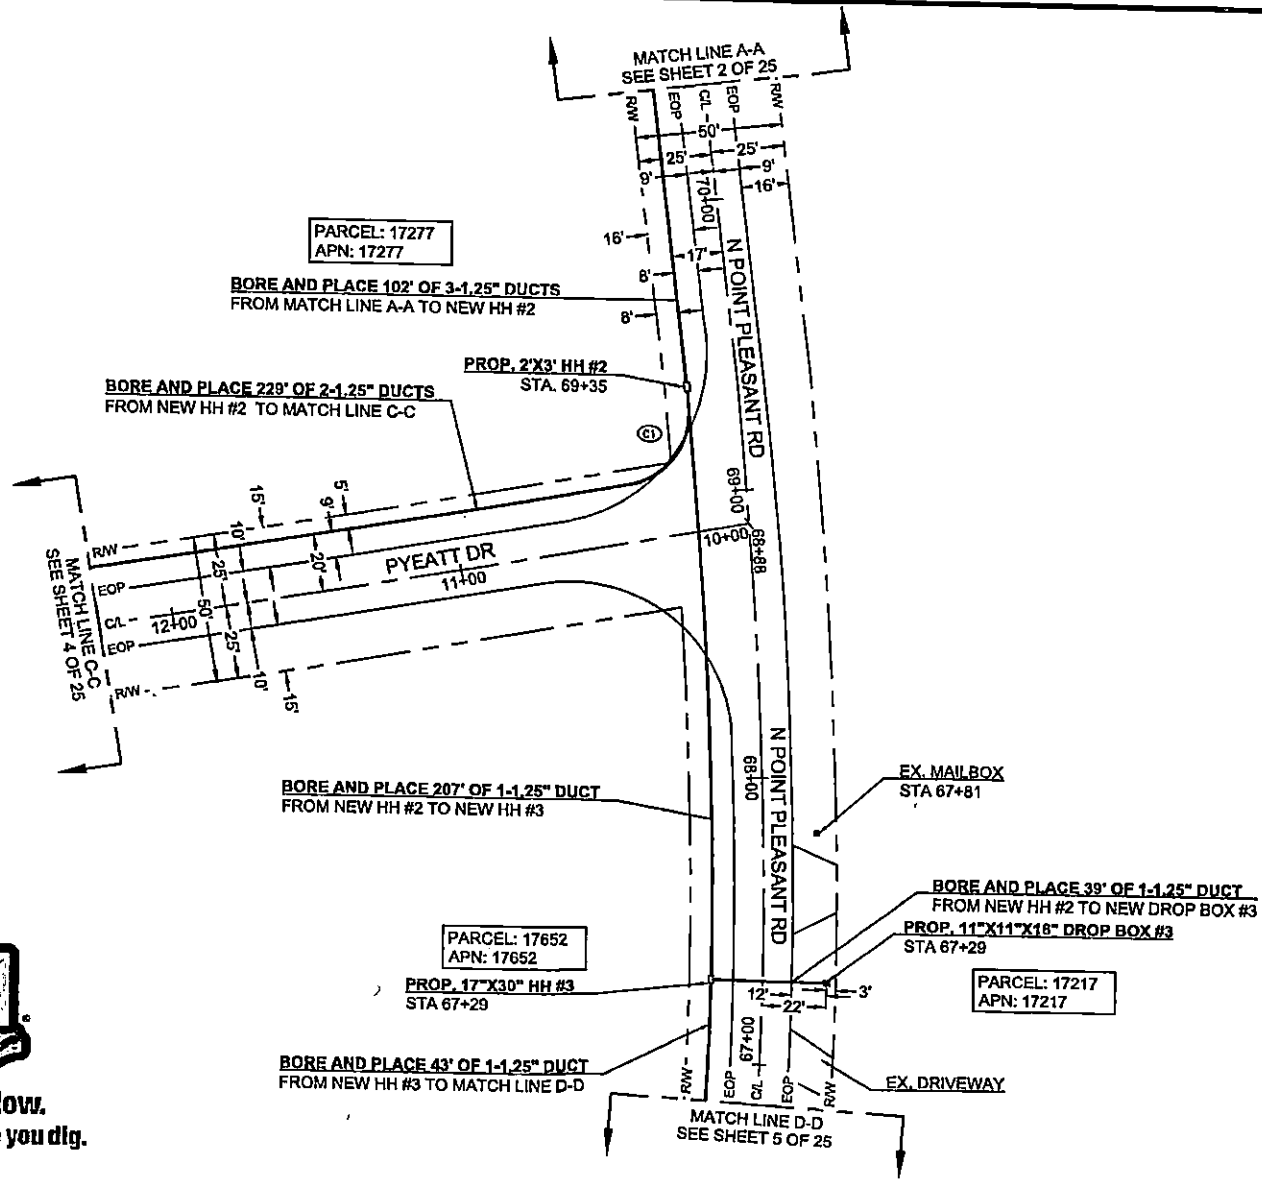 MATCH LINE A-A
SEE SHEET 2 OF 25
R/W
EOP
C/L
EOP
R/W
50'
25'
25'
9'
9'
16'
70+00
PARCEL: 17277
APN: 17277
16'
17'
8'
8'
BORE AND PLACE 102' OF 3-1.25" DUCTS
FROM MATCH LINE A-A TO NEW HH #2
N POINT PLEASANT RD
PROP. 2'X3' HH #2
STA. 69+35
BORE AND PLACE 229' OF 2-1.25" DUCTS
FROM NEW HH #2 TO MATCH LINE C-C
C1
69+00
68+88
10+00
15'
5'
9'
10'
25'
20'
50'
25'
10'
15'
PYEATT DR
11+00
12+00
R/W
EOP
C/L
EOP
R/W
MATCH LINE C-C
SEE SHEET 4 OF 25
68+00
N POINT PLEASANT RD
BORE AND PLACE 207' OF 1-1.25" DUCT
FROM NEW HH #2 TO NEW HH #3
EX. MAILBOX
STA 67+81
BORE AND PLACE 39' OF 1-1.25" DUCT
FROM NEW HH #2 TO NEW DROP BOX #3
PROP. 11"X11"X18" DROP BOX #3
STA 67+29
PARCEL: 17652
APN: 17652
PROP. 17"X30" HH #3
STA 67+29
PARCEL: 17217
APN: 17217
12'
22'
3'
67+00
BORE AND PLACE 43' OF 1-1.25" DUCT
FROM NEW HH #3 TO MATCH LINE D-D
EX. DRIVEWAY
R/W
EOP
C/L
EOP
R/W
MATCH LINE D-D
SEE SHEET 5 OF 25
you dig.